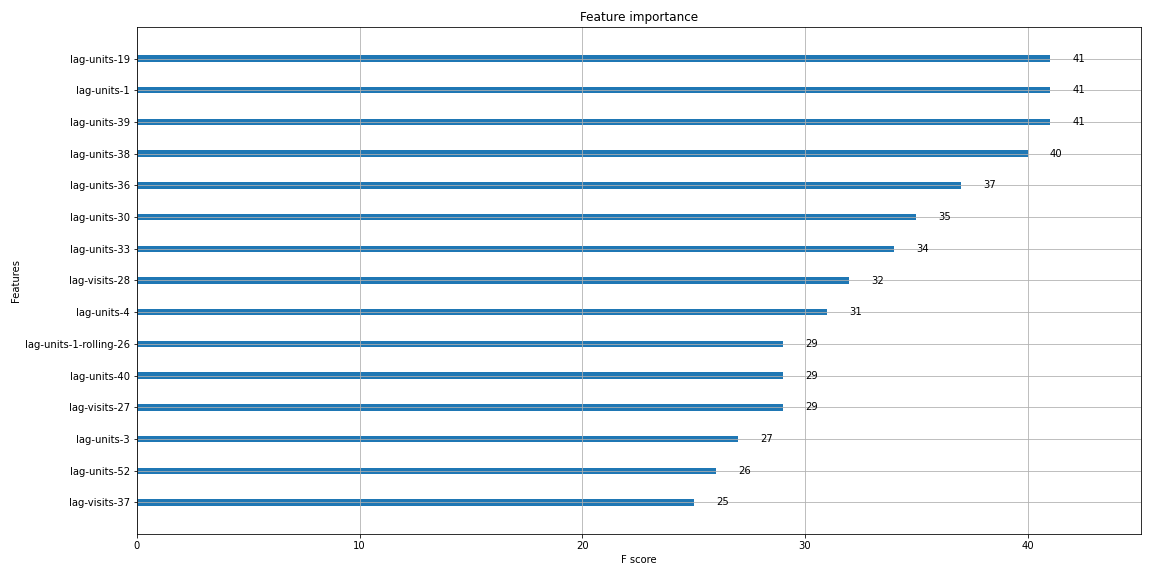 Feature importance
lag-units-19 41
lag-units-1 41
lag-units-39 41
lag-units-38 40
lag-units-36 37
lag-units-30 35
lag-units-33 34
lag-visits-28 32
lag-units-4 31
lag-units-1-rolling-26 29
lag-units-40 29
lag-visits-27 29
lag-units-3 27
lag-units-52 26
lag-visits-37 25
Features
0 10 20 30 40
F score